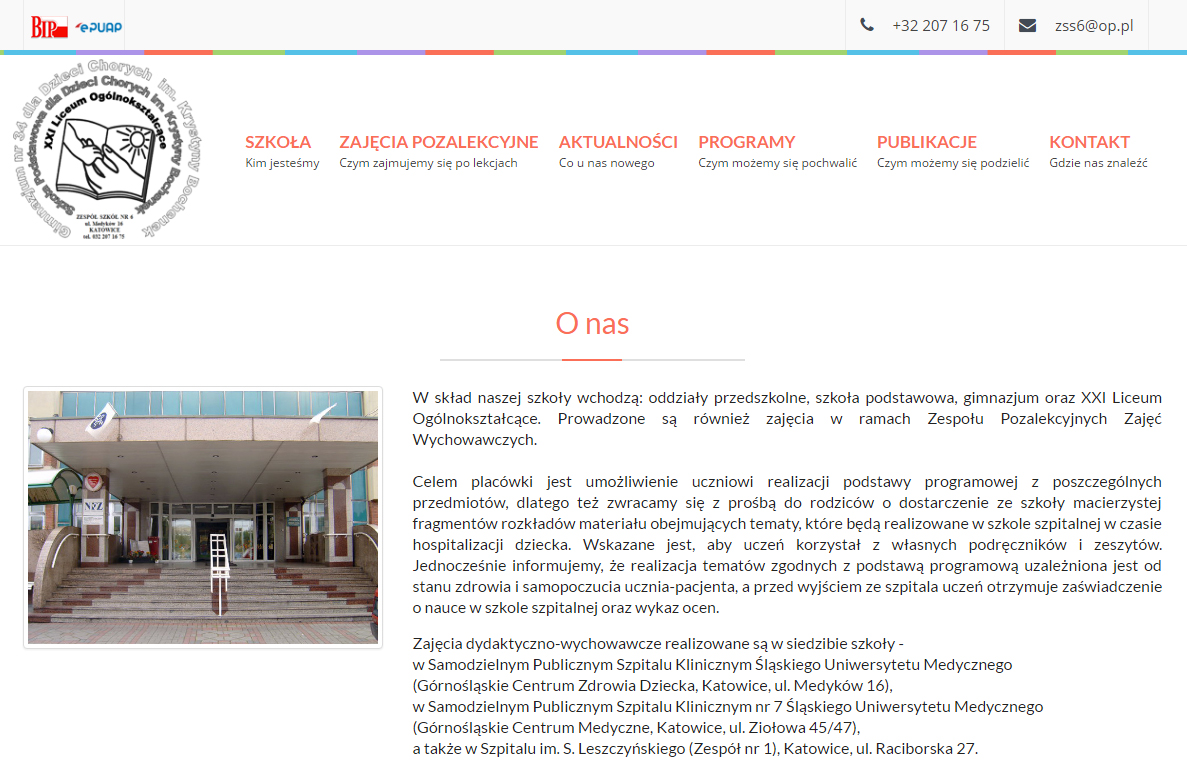 BIP ePUAP
+32 207 16 75
zss6@op.pl
Gimnazjum nr 34 dla Dzieci Chorych im. Krystyny Bochenek
Szkoła Podstawowa dla Dzieci Chorych im. Krystyny Bochenek
XXI Liceum Ogólnokształcące
ZESPÓŁ SZKÓŁ NR 4
ul. Medyków 16
KATOWICE
tel. 032 207 16 75
SZKOŁA
Kim jesteśmy
ZAJĘCIA POZALEKCYJNE
Czym zajmujemy się po lekcjach
AKTUALNOŚCI
Co u nas nowego
PROGRAMY
Czym możemy się pochwalić
PUBLIKACJE
Czym możemy się podzielić
KONTAKT
Gdzie nas znaleźć
O nas
NFZ
W skład naszej szkoły wchodzą: oddziały przedszkolne, szkoła podstawowa, gimnazjum oraz XXI Liceum
Ogólnokształcące. Prowadzone są również zajęcia w ramach Zespołu Pozalekcyjnych Zajęć
Wychowawczych.
Celem placówki jest umożliwienie uczniowi realizacji podstawy programowej z poszczególnych
przedmiotów, dlatego też zwracamy się z prośbą do rodziców o dostarczenie ze szkoły macierzystej
fragmentów rozkładów materiału obejmujących tematy, które będą realizowane w szkole szpitalnej w czasie
hospitalizacji dziecka. Wskazane jest, aby uczeń korzystał z własnych podręczników i zeszytów.
Jednocześnie informujemy, że realizacja tematów zgodnych z podstawą programową uzależniona jest od
stanu zdrowia i samopoczucia ucznia-pacjenta, a przed wyjściem ze szpitala uczeń otrzymuje zaświadczenie
o nauce w szkole szpitalnej oraz wykaz ocen.
Zajęcia dydaktyczno-wychowawcze realizowane są w siedzibie szkoły -
w Samodzielnym Publicznym Szpitalu Klinicznym Śląskiego Uniwersytetu Medycznego
(Górnośląskie Centrum Zdrowia Dziecka, Katowice, ul. Medyków 16),
w Samodzielnym Publicznym Szpitalu Klinicznym nr 7 Śląskiego Uniwersytetu Medycznego
(Górnośląskie Centrum Medyczne, Katowice, ul. Ziołowa 45/47),
a także w Szpitalu im. S. Leszczyńskiego (Zespół nr 1), Katowice, ul. Raciborska 27.